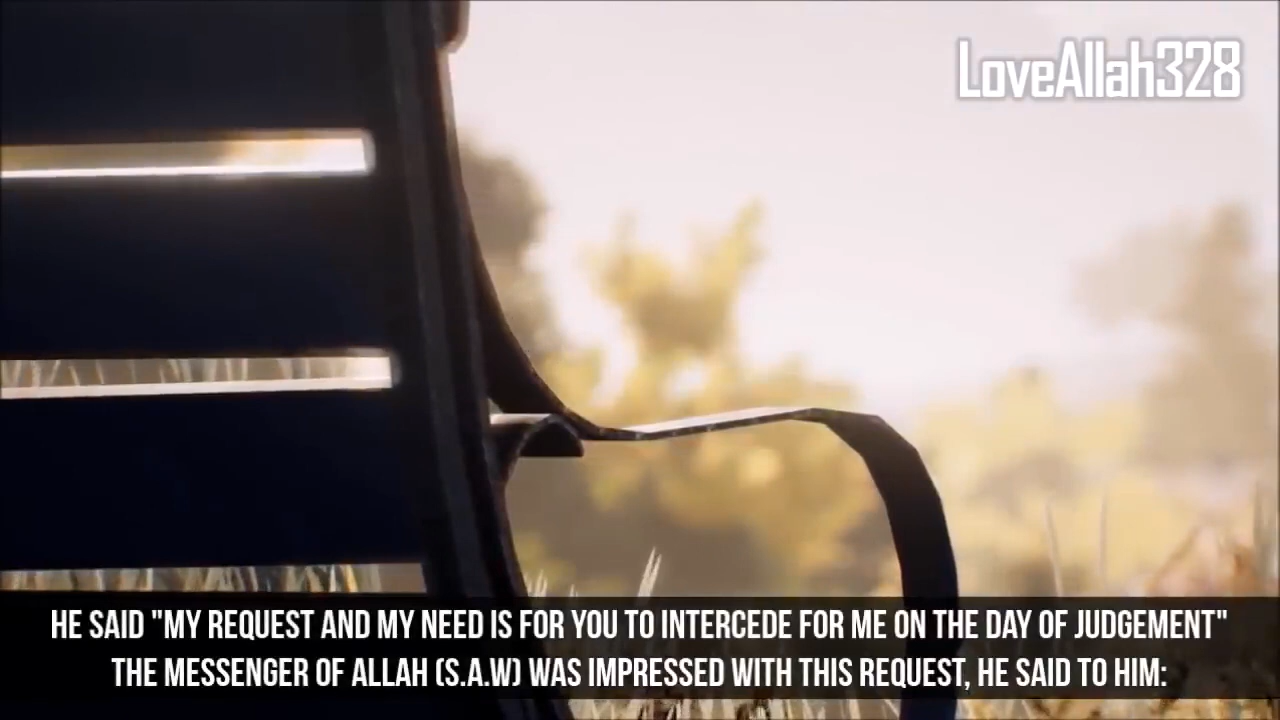 LoveAllah328
HE SAID "MY REQUEST AND MY NEED IS FOR YOU TO INTERCEDE FOR ME ON THE DAY OF JUDGEMENT"
THE MESSENGER OF ALLAH (S.A.W) WAS IMPRESSED WITH THIS REQUEST, HE SAID TO HIM: